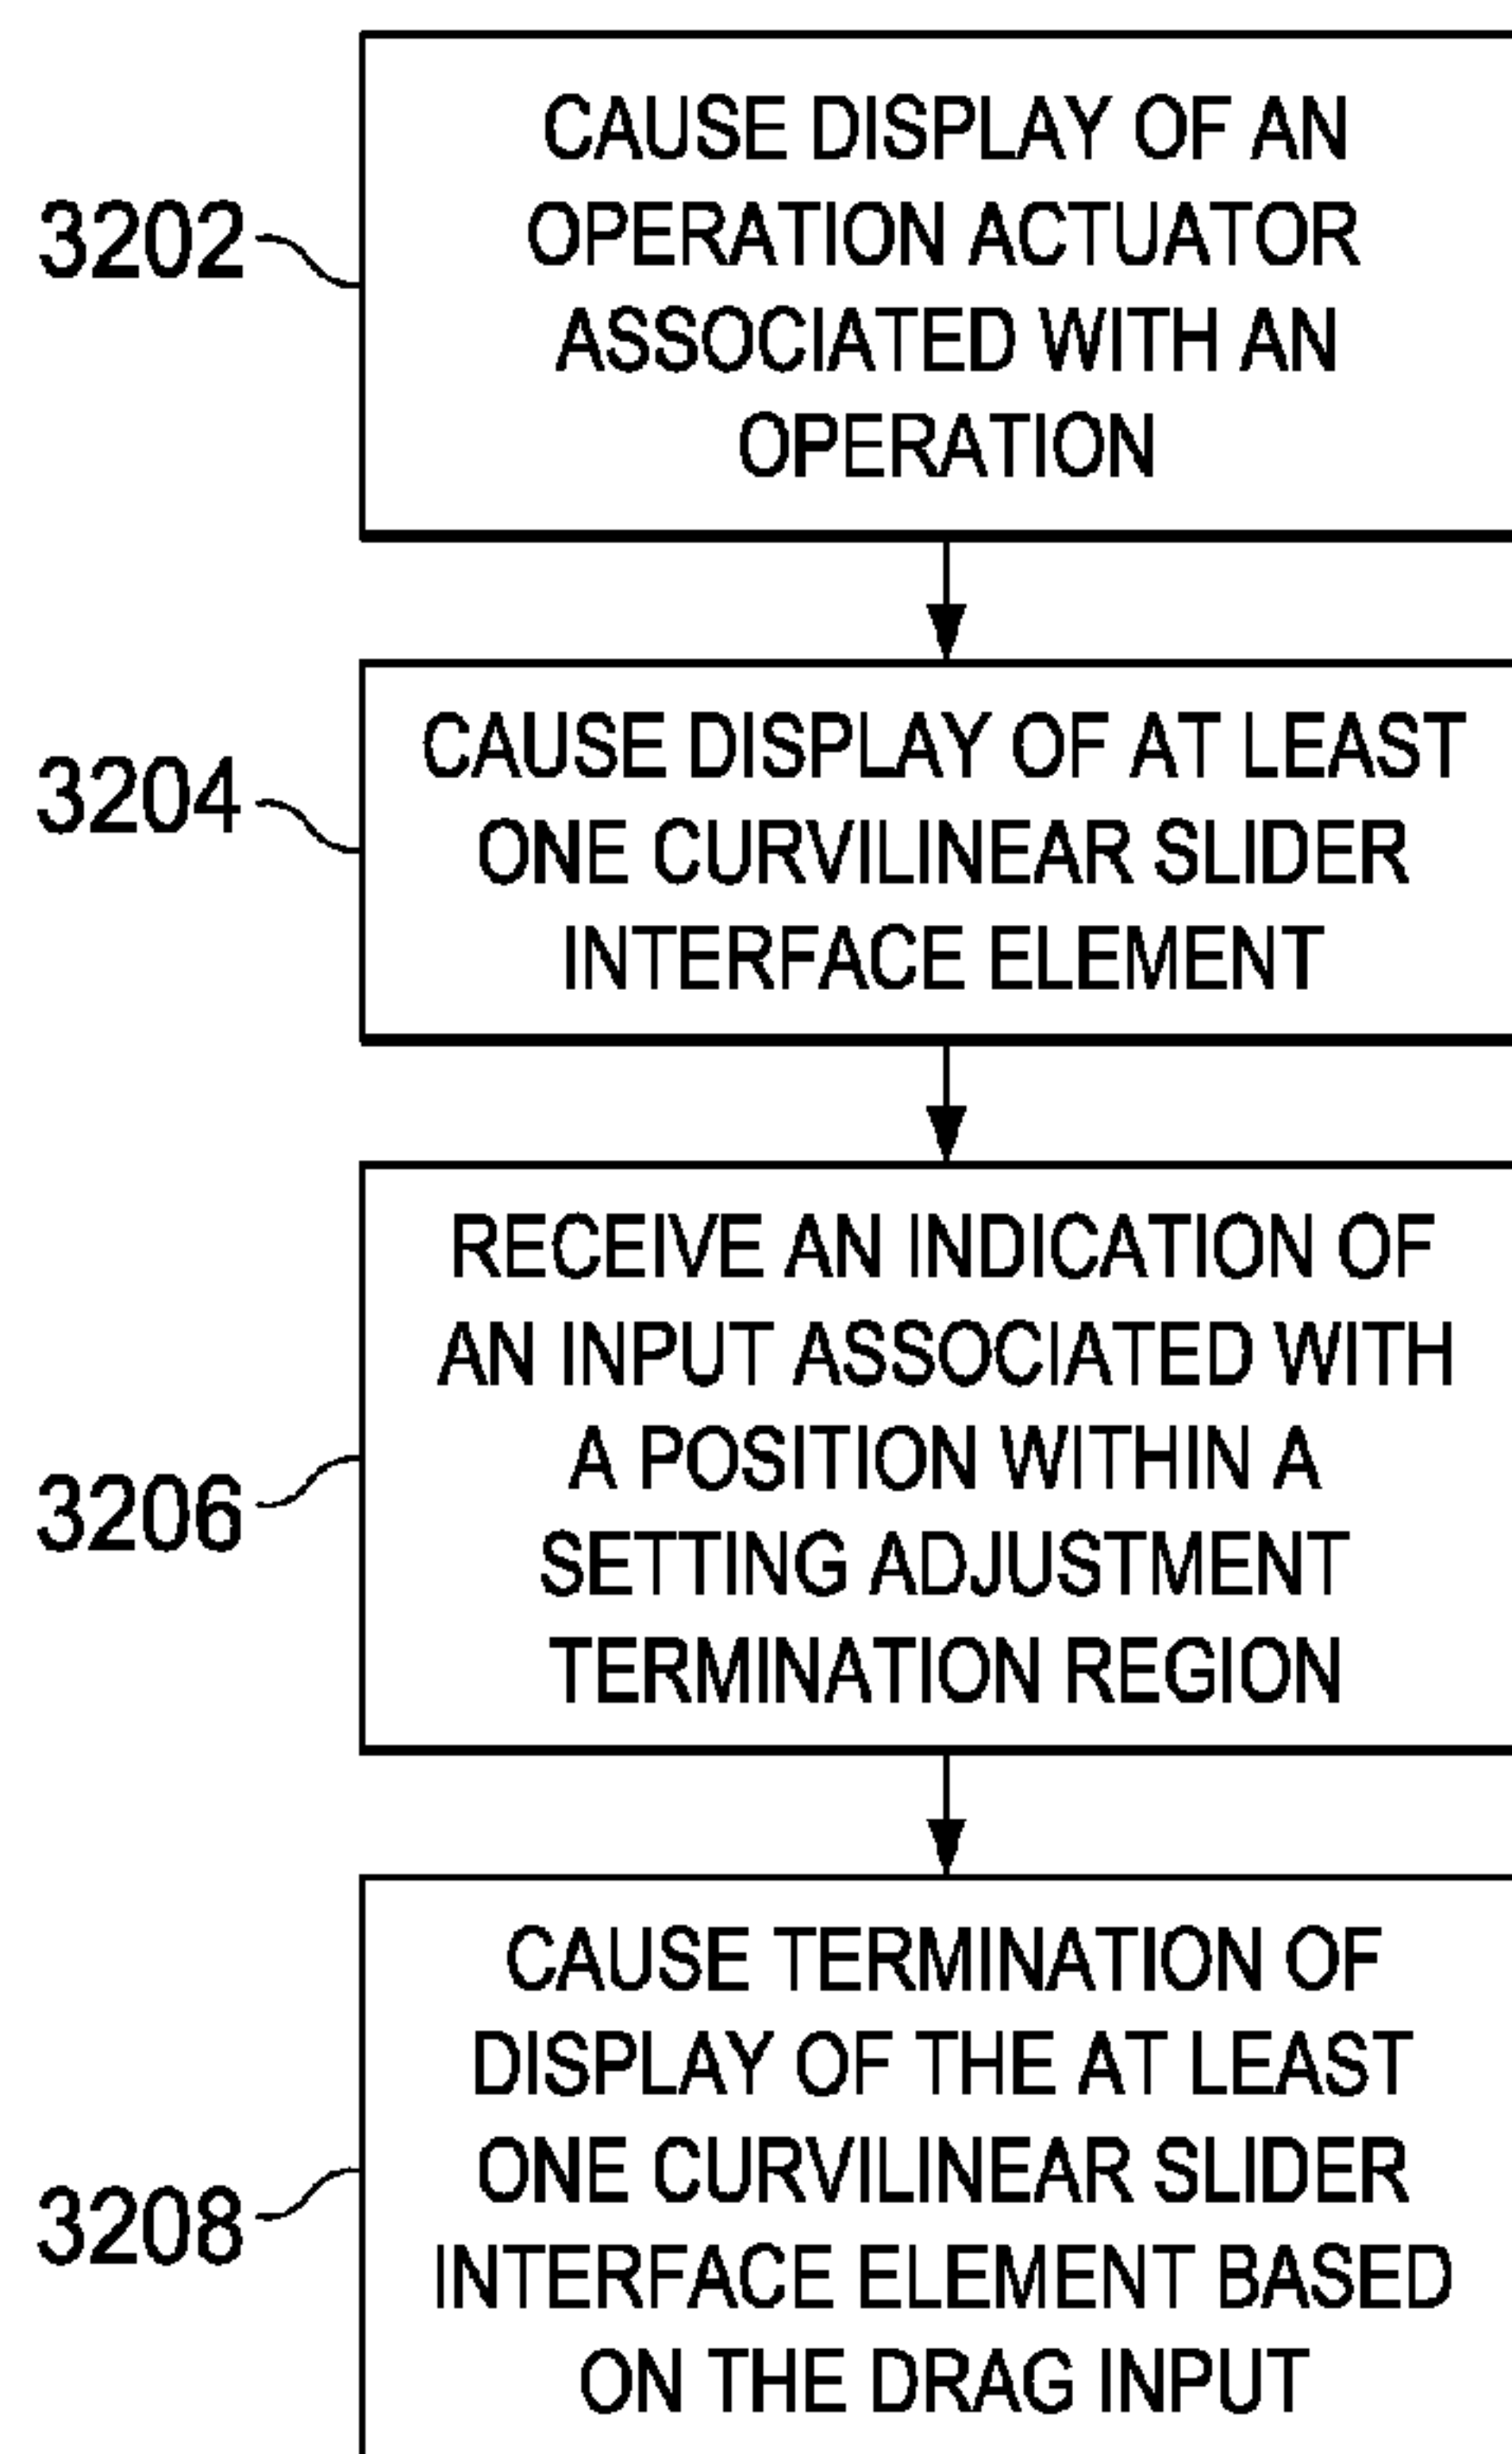 3202
CAUSE DISPLAY OF AN
OPERATION ACTUATOR
ASSOCIATED WITH AN
OPERATION
3204
CAUSE DISPLAY OF AT LEAST
ONE CURVILINEAR SLIDER
INTERFACE ELEMENT
3206
RECEIVE AN INDICATION OF
AN INPUT ASSOCIATED WITH
A POSITION WITHIN A
SETTING ADJUSTMENT
TERMINATION REGION
3208
CAUSE TERMINATION OF
DISPLAY OF THE AT LEAST
ONE CURVILINEAR SLIDER
INTERFACE ELEMENT BASED
ON THE DRAG INPUT